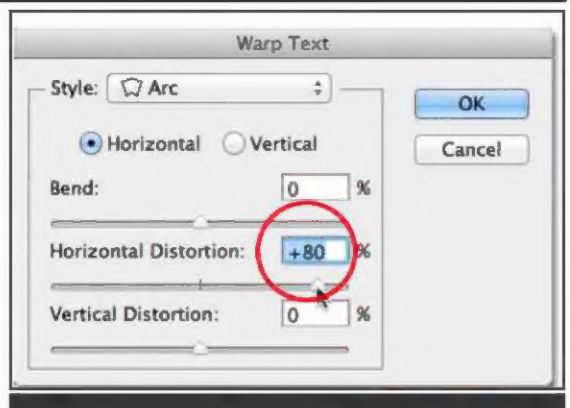 Warp Text
Style: Arc
OK
Horizontal Vertical
Cancel
Bend: 0 %
Horizontal Distortion: +80 %
Vertical Distortion: 0 %